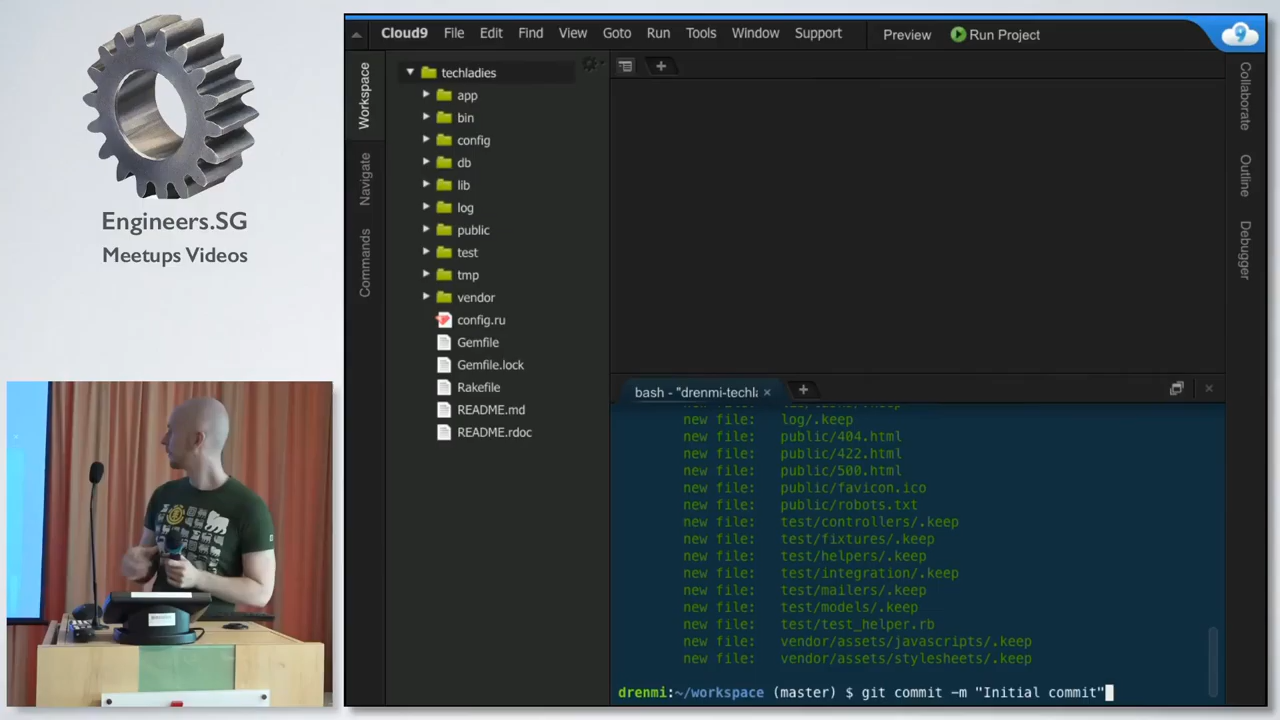 Engineers.SG
Meetups Videos
Cloud9 File Edit Find View Goto Run Tools Window Support Preview Run Project
Workspace
Navigate
Commands
techladies
app
bin
config
db
lib
log
public
test
tmp
vendor
config.ru
Gemfile
Gemfile.lock
Rakefile
README.md
README.rdoc
Collaborate
Outline
Debugger
bash - "drenmi-techla
new file: log/.keep
new file: public/404.html
new file: public/422.html
new file: public/500.html
new file: public/favicon.ico
new file: public/robots.txt
new file: test/controllers/.keep
new file: test/fixtures/.keep
new file: test/helpers/.keep
new file: test/integration/.keep
new file: test/mailers/.keep
new file: test/models/.keep
new file: test/test_helper.rb
new file: vendor/assets/javascripts/.keep
new file: vendor/assets/stylesheets/.keep
drenmi:~/workspace (master) $ git commit -m "Initial commit"